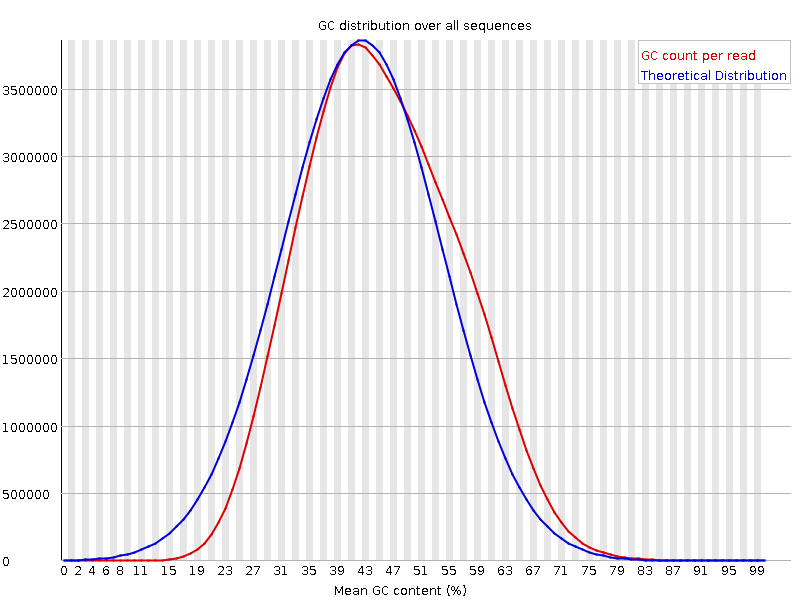 GC distribution over all sequences
GC count per read
Theoretical Distribution
3500000
3000000
2500000
2000000
1500000
1000000
500000
0
0 2 4 6 8 11 15 19 23 27 31 35 39 43 47 51 55 59 63 67 71 75 79 83 87 91 95 99
Mean GC content (%)